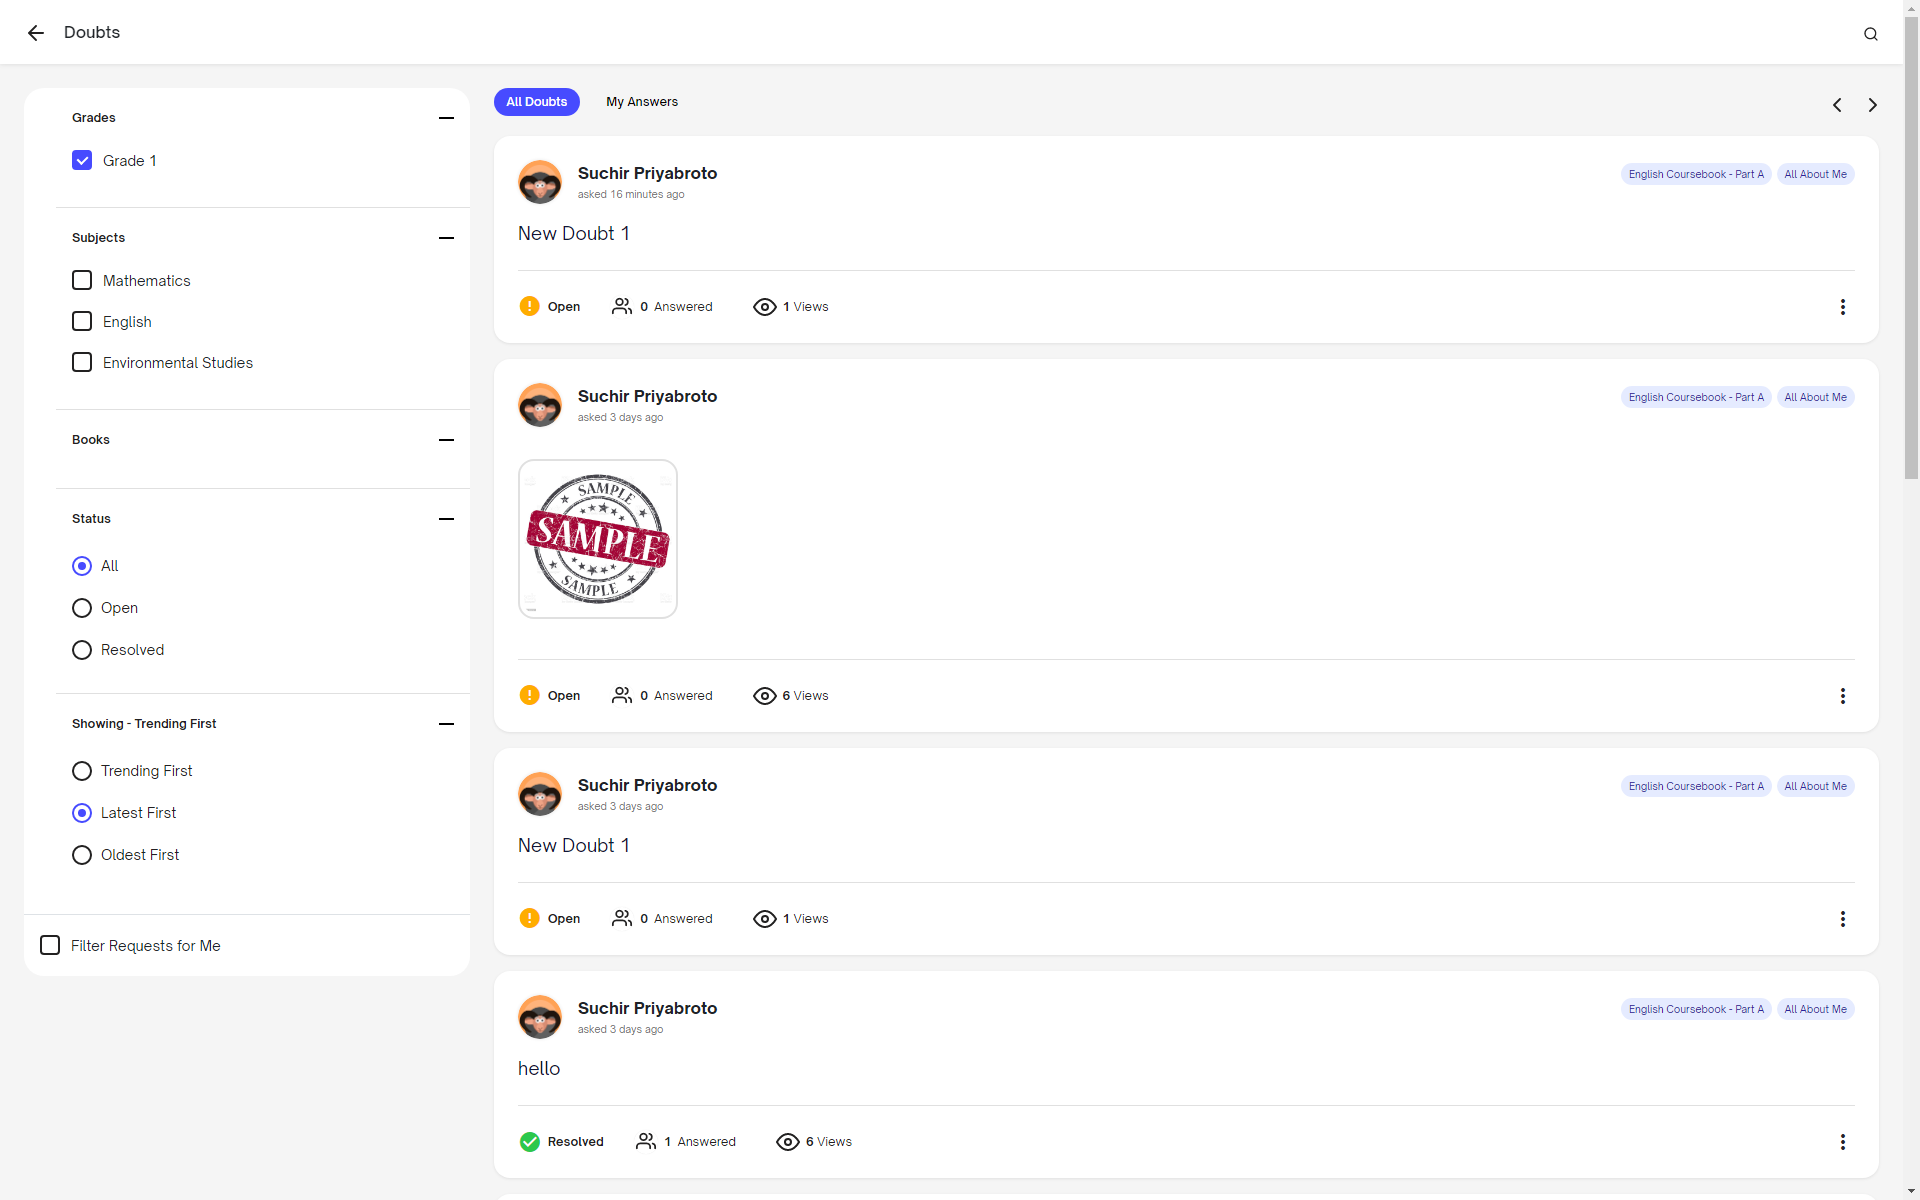 Doubts
Grades
Grade 1
Subjects
Mathematics
English
Environmental Studies
Books
Status
All
Open
Resolved
Showing - Trending First
Trending First
Latest First
Oldest First
Filter Requests for Me
All Doubts My Answers
Suchir Priyabroto
asked 16 minutes ago
English Coursebook - Part A All About Me
New Doubt 1
Open 0 Answered 1 Views
Suchir Priyabroto
asked 3 days ago
English Coursebook - Part A All About Me
SAMPLE
SAMPLE
SAMPLE
Open 0 Answered 6 Views
Suchir Priyabroto
asked 3 days ago
English Coursebook - Part A All About Me
New Doubt 1
Open 0 Answered 1 Views
Suchir Priyabroto
asked 3 days ago
English Coursebook - Part A All About Me
hello
Resolved 1 Answered 6 Views